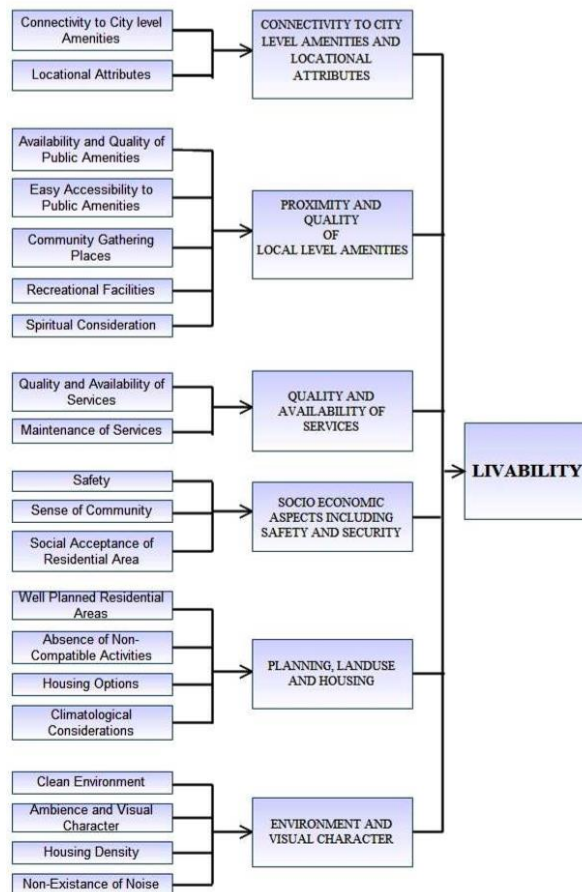 Connectivity to City level
Amenities
Locational Attributes
CONNECTIVITY TO CITY
LEVEL AMENITIES AND
LOCATIONAL
ATTRIBUTES
Availability and Quality of
Public Amenities
Easy Accessibility to
Public Amenities
Community Gathering
Places
Recreational Facilities
Spiritual Consideration
PROXIMITY AND
QUALITY
OF
LOCAL LEVEL AMENITIES
Quality and Availability of
Services
Maintenance of Services
QUALITY AND
AVAILABILITY OF
SERVICES
Safety
Sense of Community
Social Acceptance of
Residential Area
SOCIO ECONOMIC
ASPECTS INCLUDING
SAFETY AND SECURITY
Well Planned Residential
Areas
Absence of Non-
Compatible Activities
Housing Options
Climatological
Considerations
PLANNING, LANDUSE
AND HOUSING
Clean Environment
Ambience and Visual
Character
Housing Density
Non-Existance of Noise
ENVIRONMENT AND
VISUAL CHARACTER
LIVABILITY